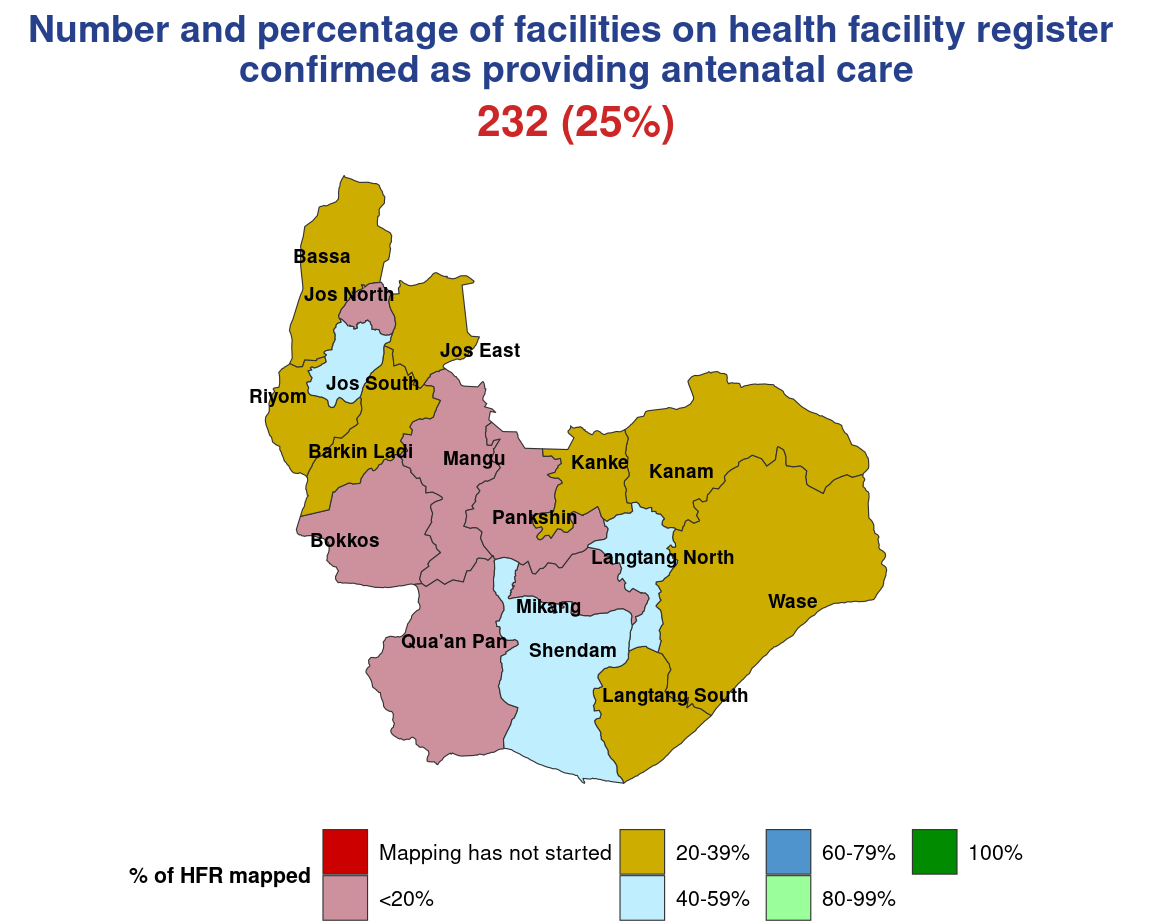 Number and percentage of facilities on health facility register
confirmed as providing antenatal care
232 (25%)
Bassa
Jos North
Jos East
Jos South
Riyom
Barkin Ladi
Mangu
Kanke
Kanam
Pankshin
Bokkos
Langtang North
Wase
Mikang
Qua'an Pan
Shendam
Langtang South
% of HFR mapped
Mapping has not started
<20%
20-39%
40-59%
60-79%
80-99%
100%